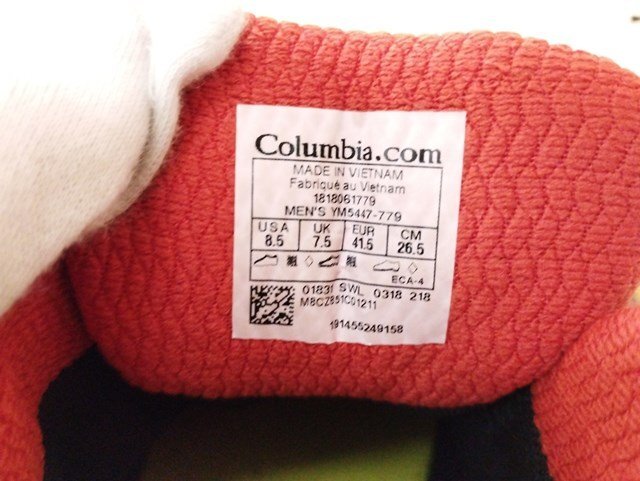 Columbia.com
MADE IN VIETNAM
Fabriqué au Vietnam
1818061779
MEN'S YM5447-779
USA UK EUR CM
8.5 7.5 41.5 26.5
ECA-4
01831 SWL 0318 218
M8CZ851C01211
191455249158